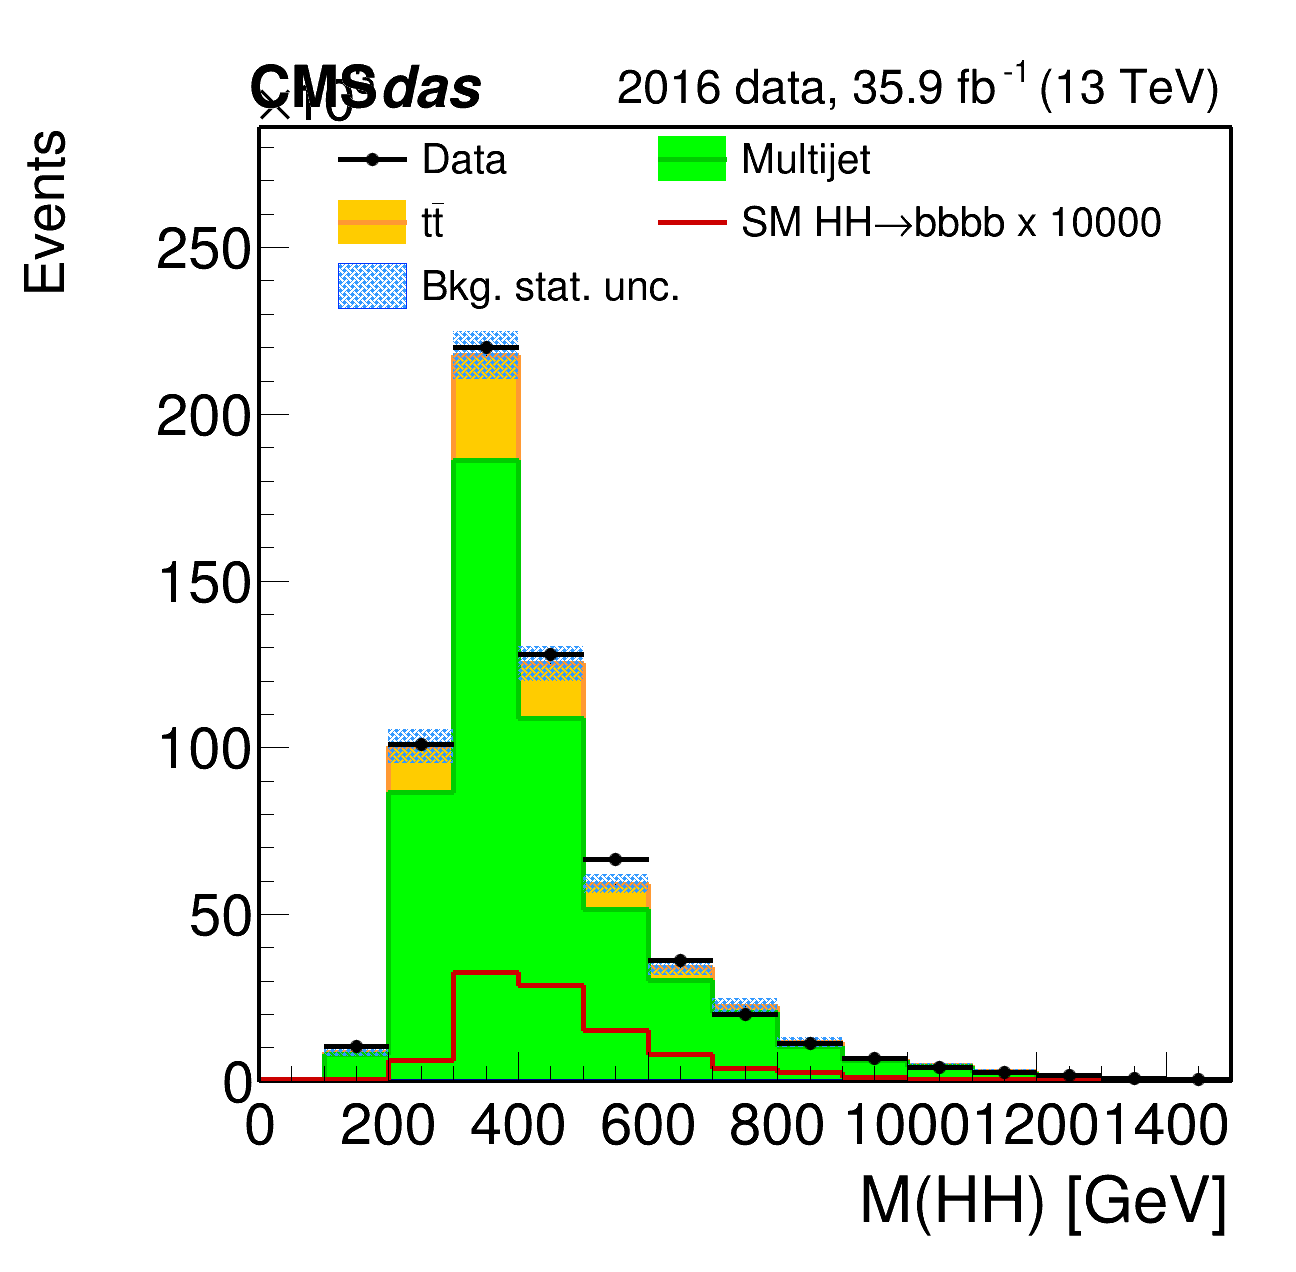 CMSdas 2016 data, 35.9 fb⁻¹ (13 TeV)
×10
Events
Data
Multijet
tt̄
SM HH→bbbb x 10000
Bkg. stat. unc.
250
200
150
100
50
0
0 200 400 600 800 1000 1200 1400
M(HH) [GeV]